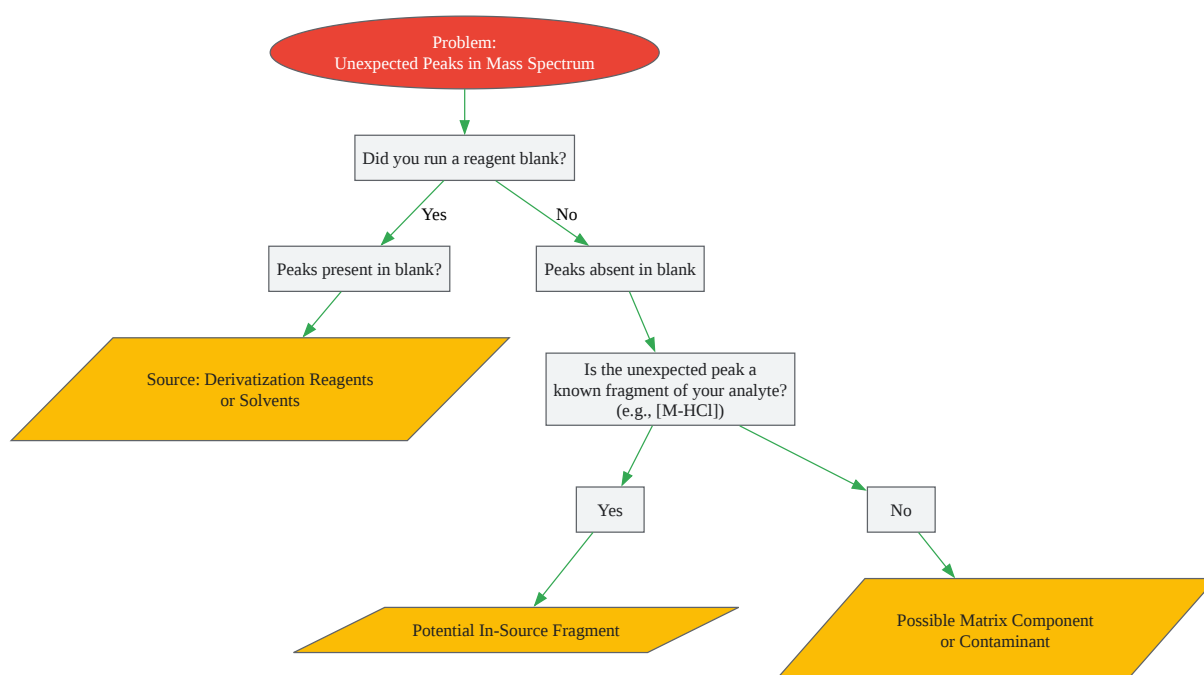 Problem:
Unexpected Peaks in Mass Spectrum
Did you run a reagent blank?
Yes
No
Peaks present in blank?
Peaks absent in blank
Source: Derivatization Reagents
or Solvents
Is the unexpected peak a
known fragment of your analyte?
(e.g., [M-HCl])
Yes
No
Potential In-Source Fragment
Possible Matrix Component
or Contaminant